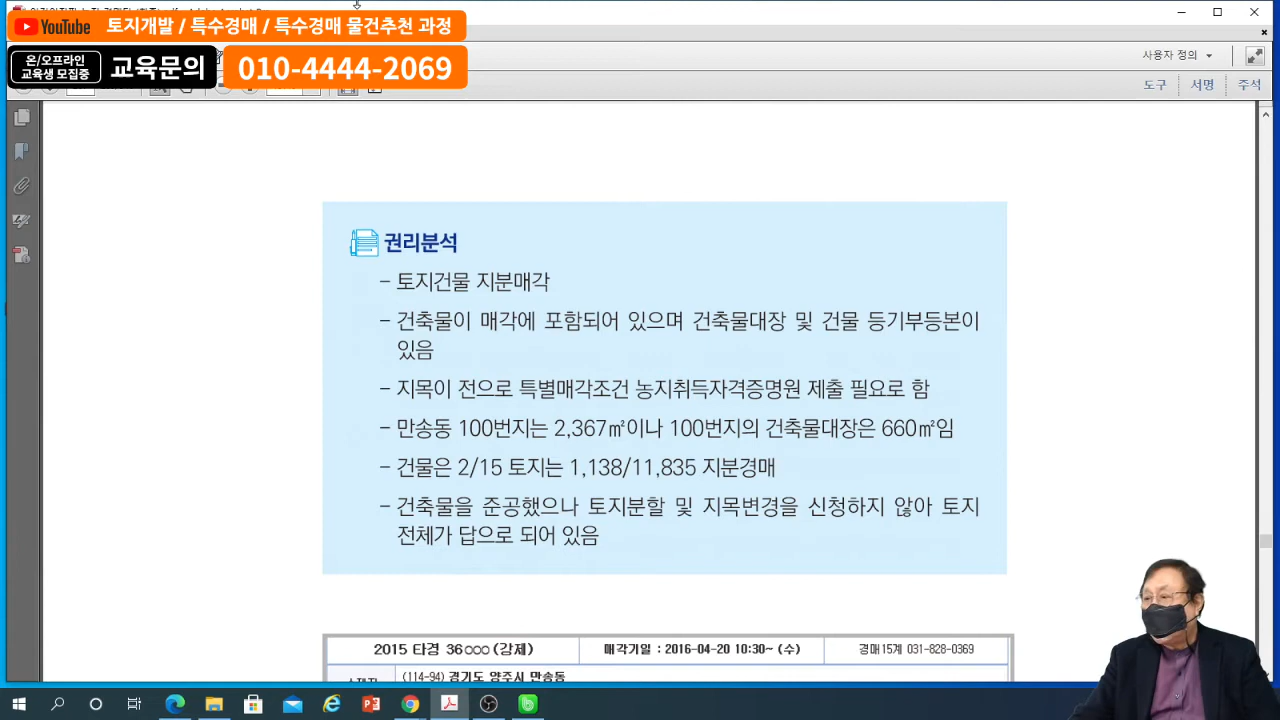 YouTube 토지개발 / 특수경매 / 특수경매 물건추천 과정
온/오프라인
교육생 모집중
교육문의
010-4444-2069
사용자 정의
도구 서명 주석
권리분석
– 토지건물 지분매각
– 건축물이 매각에 포함되어 있으며 건축물대장 및 건물 등기부등본이
있음
– 지목이 전으로 특별매각조건 농지취득자격증명원 제출 필요로 함
– 만송동 100번지는 2,367㎡이나 100번지의 건축물대장은 660㎡임
– 건물은 2/15 토지는 1,138/11,835 지분경매
– 건축물을 준공했으나 토지분할 및 지목변경을 신청하지 않아 토지
전체가 답으로 되어 있음
2015 타경 36○○○(강제) 매각기일 : 2016-04-20 10:30~ (수) 경매15계 031-828-0369
(114-94) 경기도 양주시 만송동